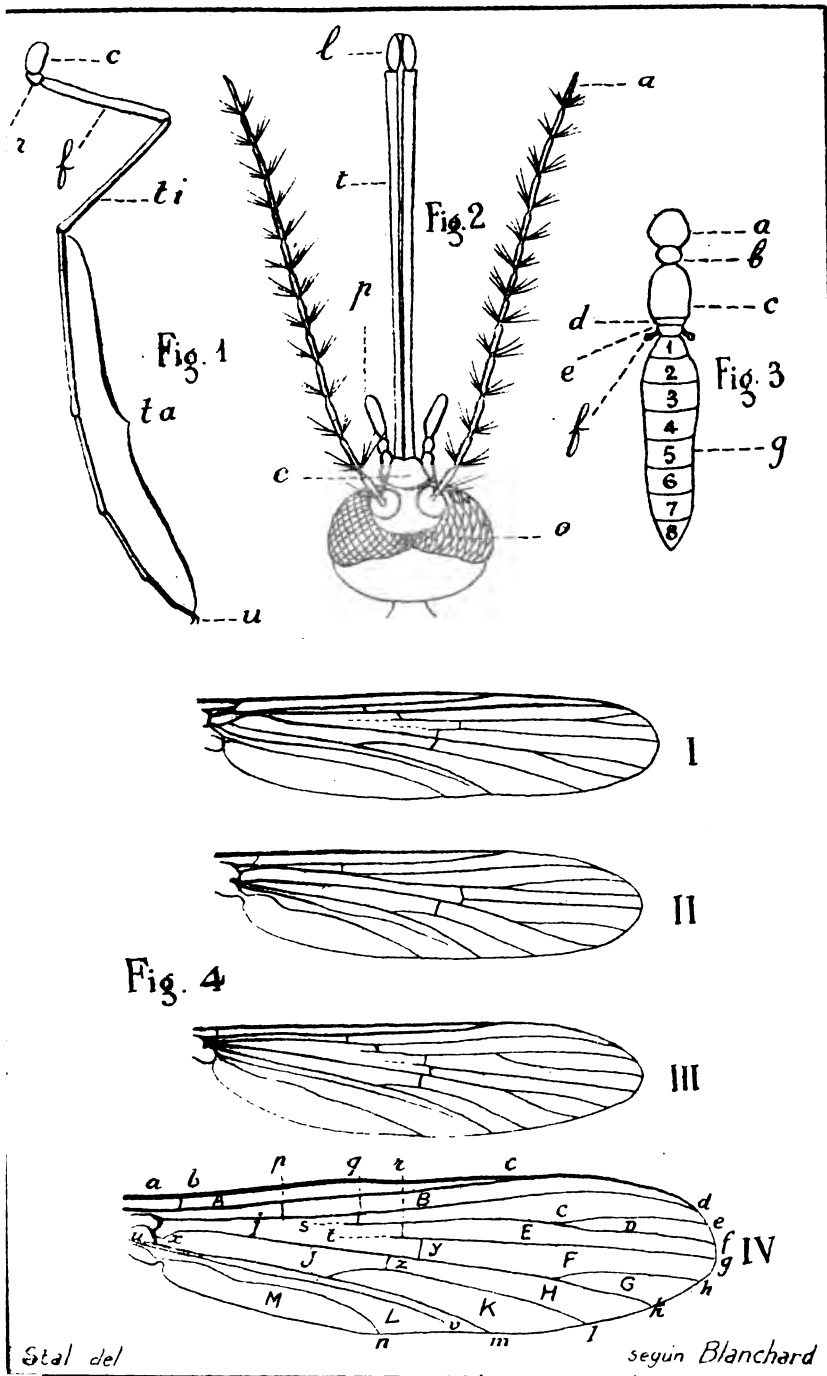 c
r
f
ti
ta
u
Fig. 1
l
a
t
Fig. 2
p
c
o
a
b
c
d
e
f
g
1
2
3
4
5
6
7
8
Fig. 3
I
II
Fig. 4
III
a b p q r c
A B
d
s C e
t E D f
u x j y F g IV
J z G h
H k
M L K
v
n m l
Stal del según Blanchard